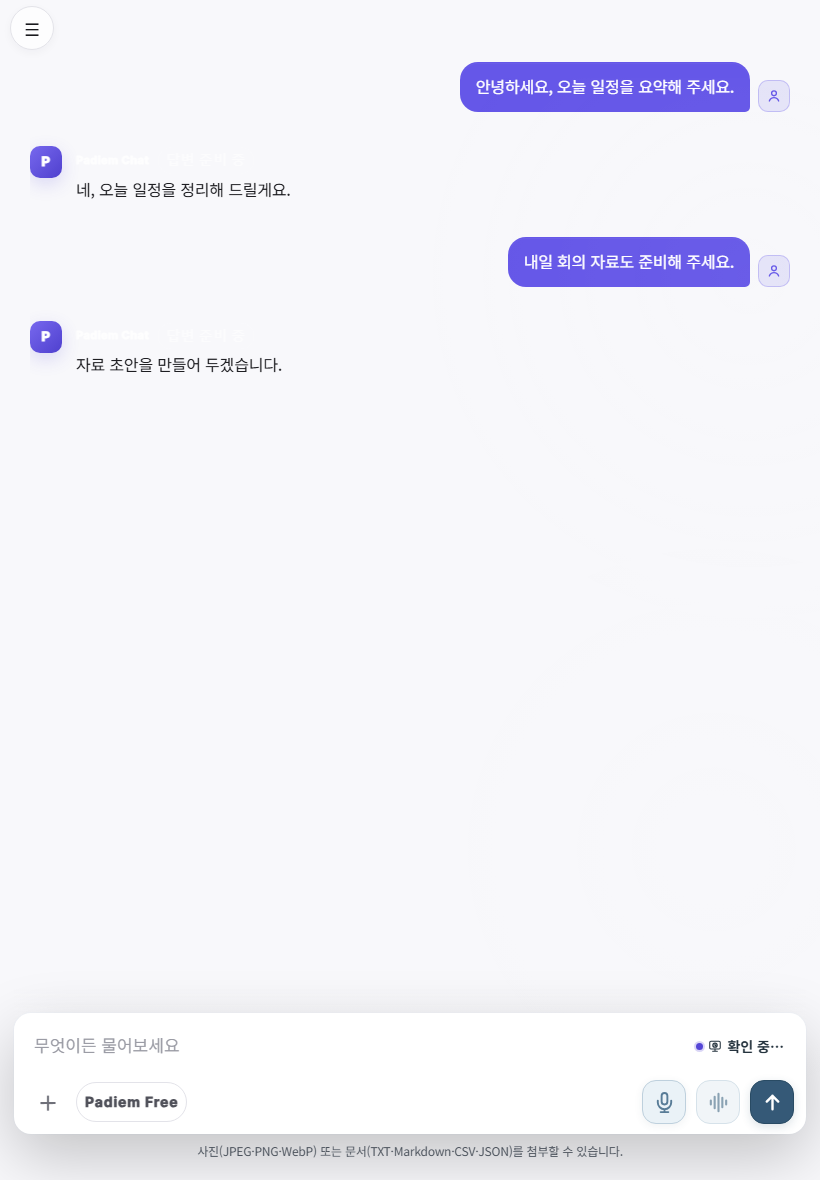 안녕하세요, 오늘 일정을 요약해 주세요.
P
Padiem Chat
네, 오늘 일정을 정리해 드릴게요.
내일 회의 자료도 준비해 주세요.
P
Padiem Chat
자료 초안을 만들어 두겠습니다.
무엇이든 물어보세요
확인 중…
Padiem Free
사진(JPEG·PNG·WebP) 또는 문서(TXT·Markdown·CSV·JSON)를 첨부할 수 있습니다.